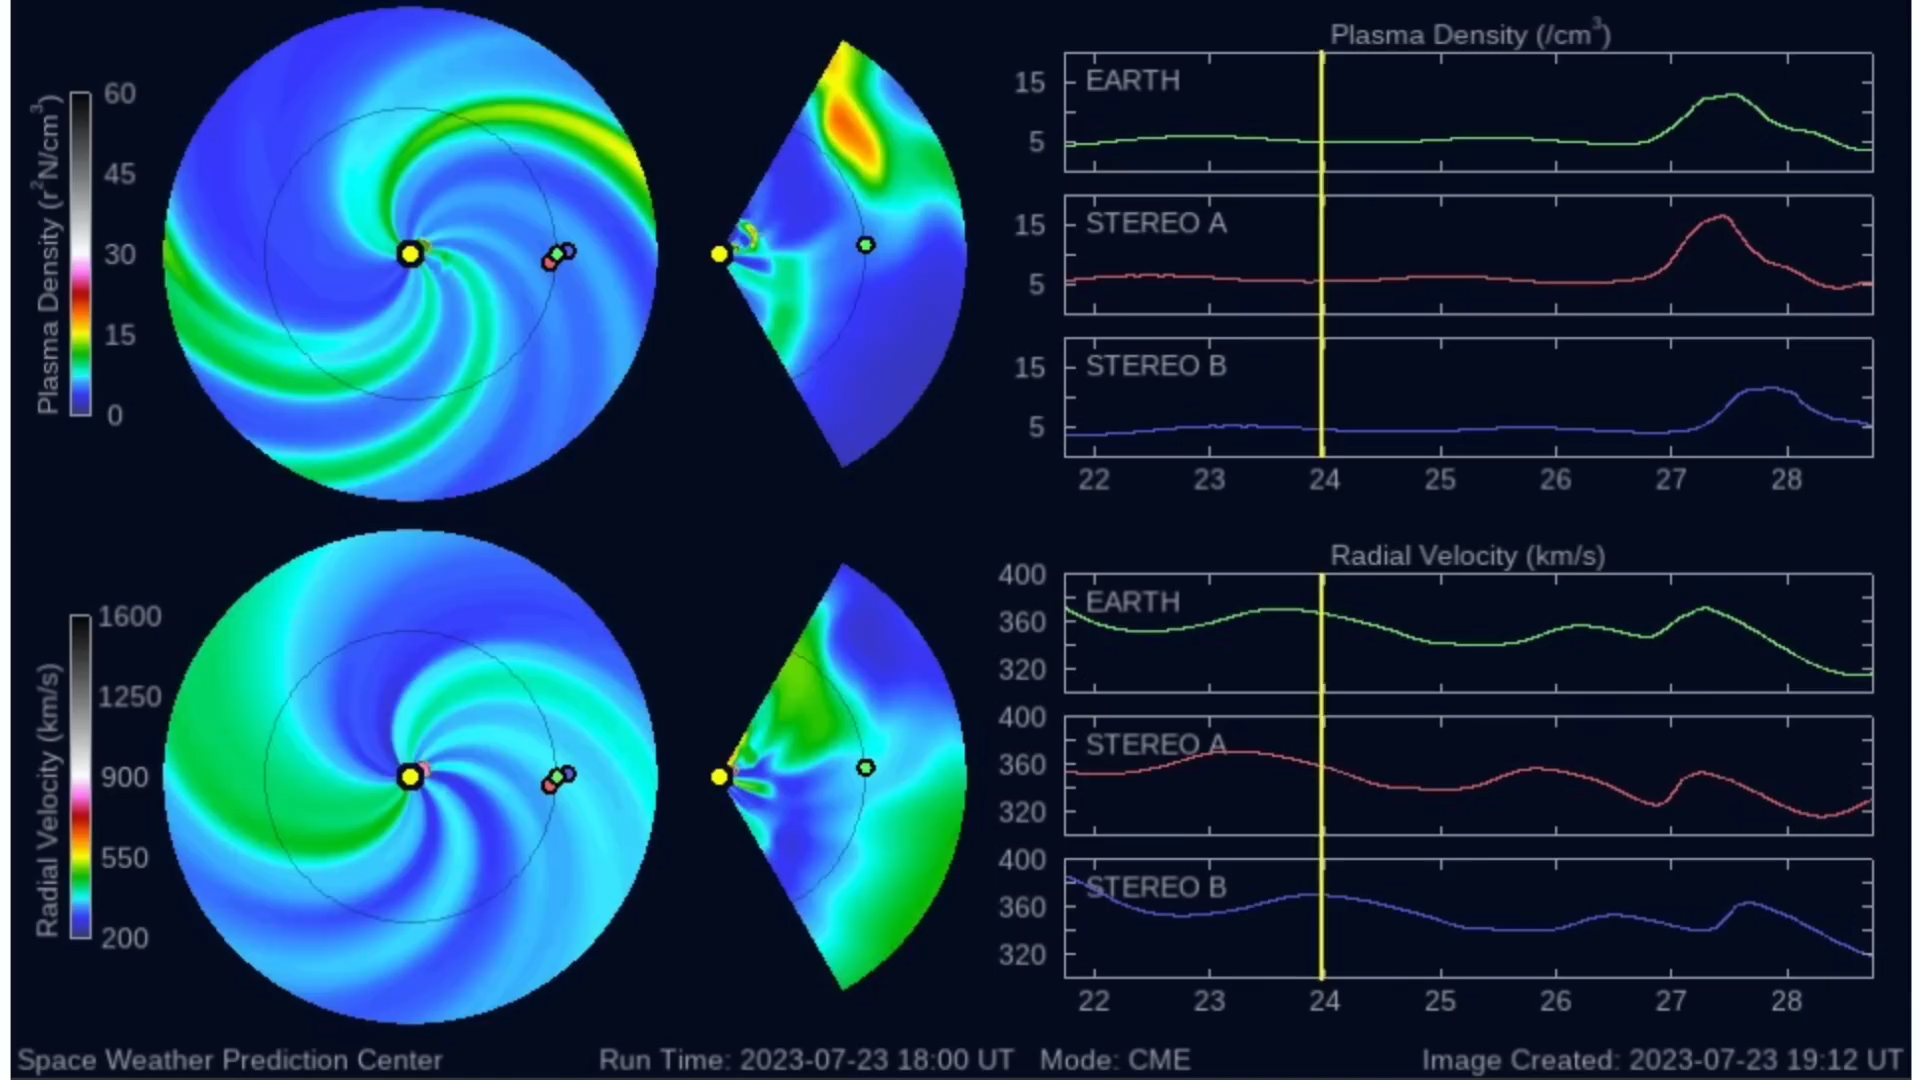 Plasma Density (r²N/cm³)
60
45
30
15
0
Plasma Density (/cm³)
EARTH
15
5
STEREO A
15
5
STEREO B
15
5
22 23 24 25 26 27 28
Radial Velocity (km/s)
1600
1250
900
550
200
Radial Velocity (km/s)
EARTH
400
360
320
STEREO A
400
360
320
STEREO B
400
360
320
22 23 24 25 26 27 28
Space Weather Prediction Center Run Time: 2023-07-23 18:00 UT Mode: CME Image Created: 2023-07-23 19:12 UT